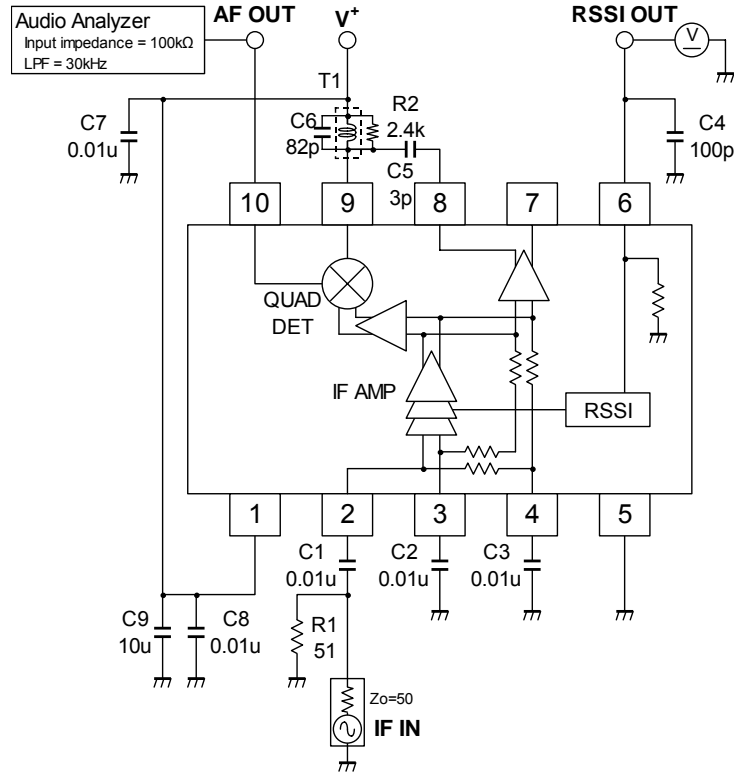 Audio Analyzer
Input impedance = 100kΩ
LPF = 30kHz
AF OUT
V+
RSSI OUT
V
T1
C7
0.01u
C6
82p
R2
2.4k
C5
3p
C4
100p
10
9
8
7
6
QUAD
DET
IF AMP
RSSI
1
2
3
4
5
C1
0.01u
C2
0.01u
C3
0.01u
C9
10u
C8
0.01u
R1
51
Zo=50
IF IN